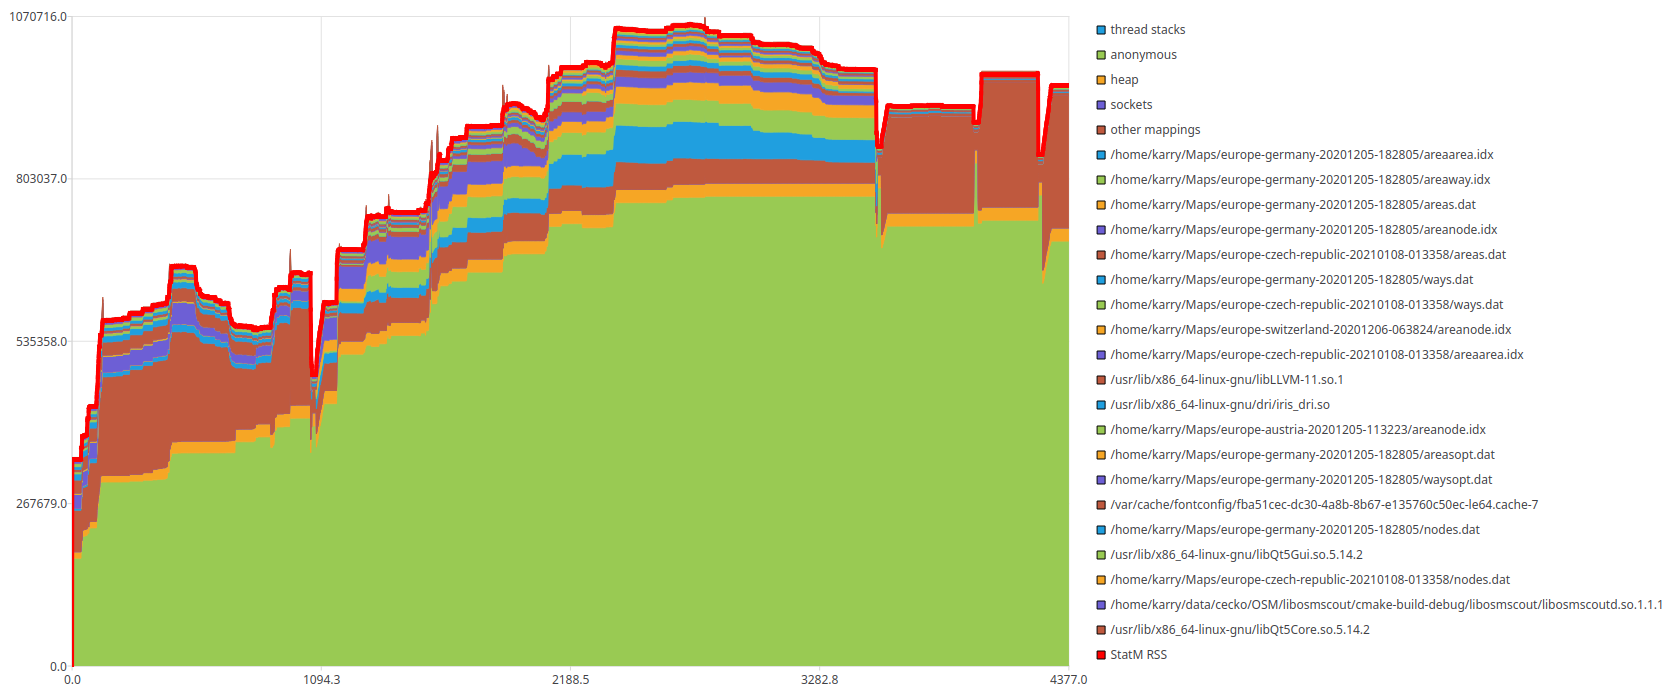 1070716.0
803037.0
535358.0
267679.0
0.0
0.0 1094.3 2188.5 3282.8 4377.0
thread stacks
anonymous
heap
sockets
other mappings
/home/karry/Maps/europe-germany-20201205-182805/areaarea.idx
/home/karry/Maps/europe-germany-20201205-182805/areaway.idx
/home/karry/Maps/europe-germany-20201205-182805/areas.dat
/home/karry/Maps/europe-germany-20201205-182805/areanode.idx
/home/karry/Maps/europe-czech-republic-20210108-013358/areas.dat
/home/karry/Maps/europe-germany-20201205-182805/ways.dat
/home/karry/Maps/europe-czech-republic-20210108-013358/ways.dat
/home/karry/Maps/europe-switzerland-20201206-063824/areanode.idx
/home/karry/Maps/europe-czech-republic-20210108-013358/areaarea.idx
/usr/lib/x86_64-linux-gnu/libLLVM-11.so.1
/usr/lib/x86_64-linux-gnu/dri/iris_dri.so
/home/karry/Maps/europe-austria-20201205-113223/areanode.idx
/home/karry/Maps/europe-germany-20201205-182805/areasopt.dat
/home/karry/Maps/europe-germany-20201205-182805/waysopt.dat
/var/cache/fontconfig/fba51cec-dc30-4a8b-8b67-e135760c50ec-le64.cache-7
/home/karry/Maps/europe-germany-20201205-182805/nodes.dat
/usr/lib/x86_64-linux-gnu/libQt5Gui.so.5.14.2
/home/karry/Maps/europe-czech-republic-20210108-013358/nodes.dat
/home/karry/data/cecko/OSM/libosmscout/cmake-build-debug/libosmscout/libosmscoutd.so.1.1.1
/usr/lib/x86_64-linux-gnu/libQt5Core.so.5.14.2
StatM RSS